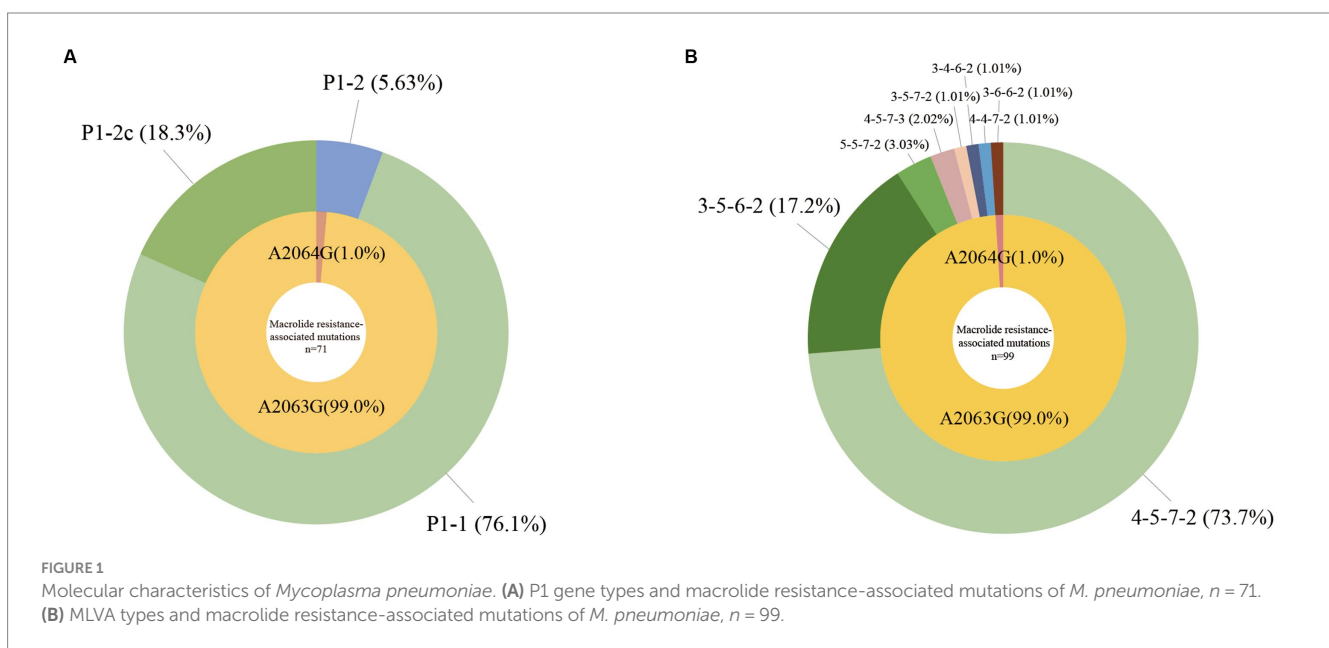 A
P1-2 (5.63%)
P1-2c (18.3%)
A2064G(1.0%)
Macrolide resistance-
associated mutations
n=71
A2063G(99.0%)
P1-1 (76.1%)
B
3-4-6-2 (1.01%)
3-5-7-2 (1.01%)
3-6-6-2 (1.01%)
4-5-7-3 (2.02%)
4-4-7-2 (1.01%)
5-5-7-2 (3.03%)
3-5-6-2 (17.2%)
A2064G(1.0%)
Macrolide resistance-
associated mutations
n=99
A2063G(99.0%)
4-5-7-2 (73.7%)
FIGURE 1
Molecular characteristics of Mycoplasma pneumoniae. (A) P1 gene types and macrolide resistance-associated mutations of M. pneumoniae, n = 71.
(B) MLVA types and macrolide resistance-associated mutations of M. pneumoniae, n = 99.